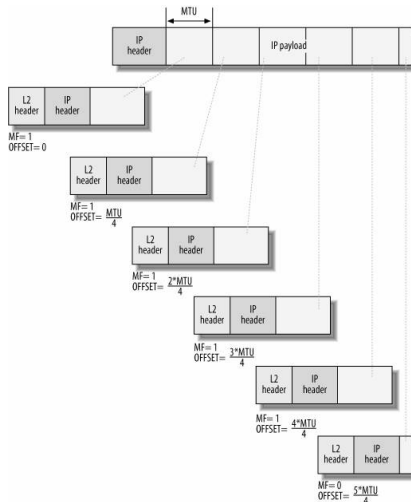 MTU
IP
header
IP payload
L2
header
IP
header
MF= 1
OFFSET= 0
L2
header
IP
header
MF= 1
OFFSET= MTU
4
L2
header
IP
header
MF= 1
OFFSET= 2*MTU
4
L2
header
IP
header
MF= 1
OFFSET= 3*MTU
4
L2
header
IP
header
MF= 1
OFFSET= 4*MTU
4
L2
header
IP
header
MF= 0
OFFSET= 5*MTU
4